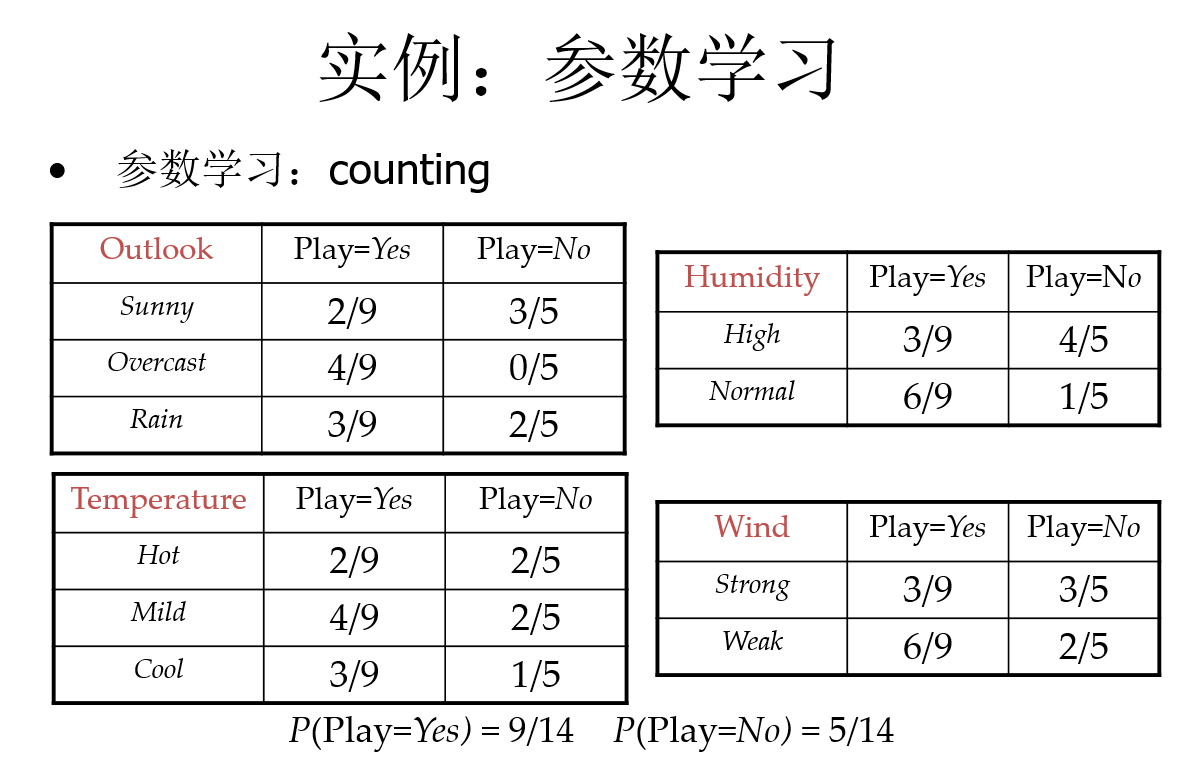 实例：参数学习
• 参数学习：counting
Outlook Play=Yes Play=No
Sunny 2/9 3/5
Overcast 4/9 0/5
Rain 3/9 2/5
Humidity Play=Yes Play=No
High 3/9 4/5
Normal 6/9 1/5
Temperature Play=Yes Play=No
Hot 2/9 2/5
Mild 4/9 2/5
Cool 3/9 1/5
Wind Play=Yes Play=No
Strong 3/9 3/5
Weak 6/9 2/5
P(Play=Yes) = 9/14 P(Play=No) = 5/14